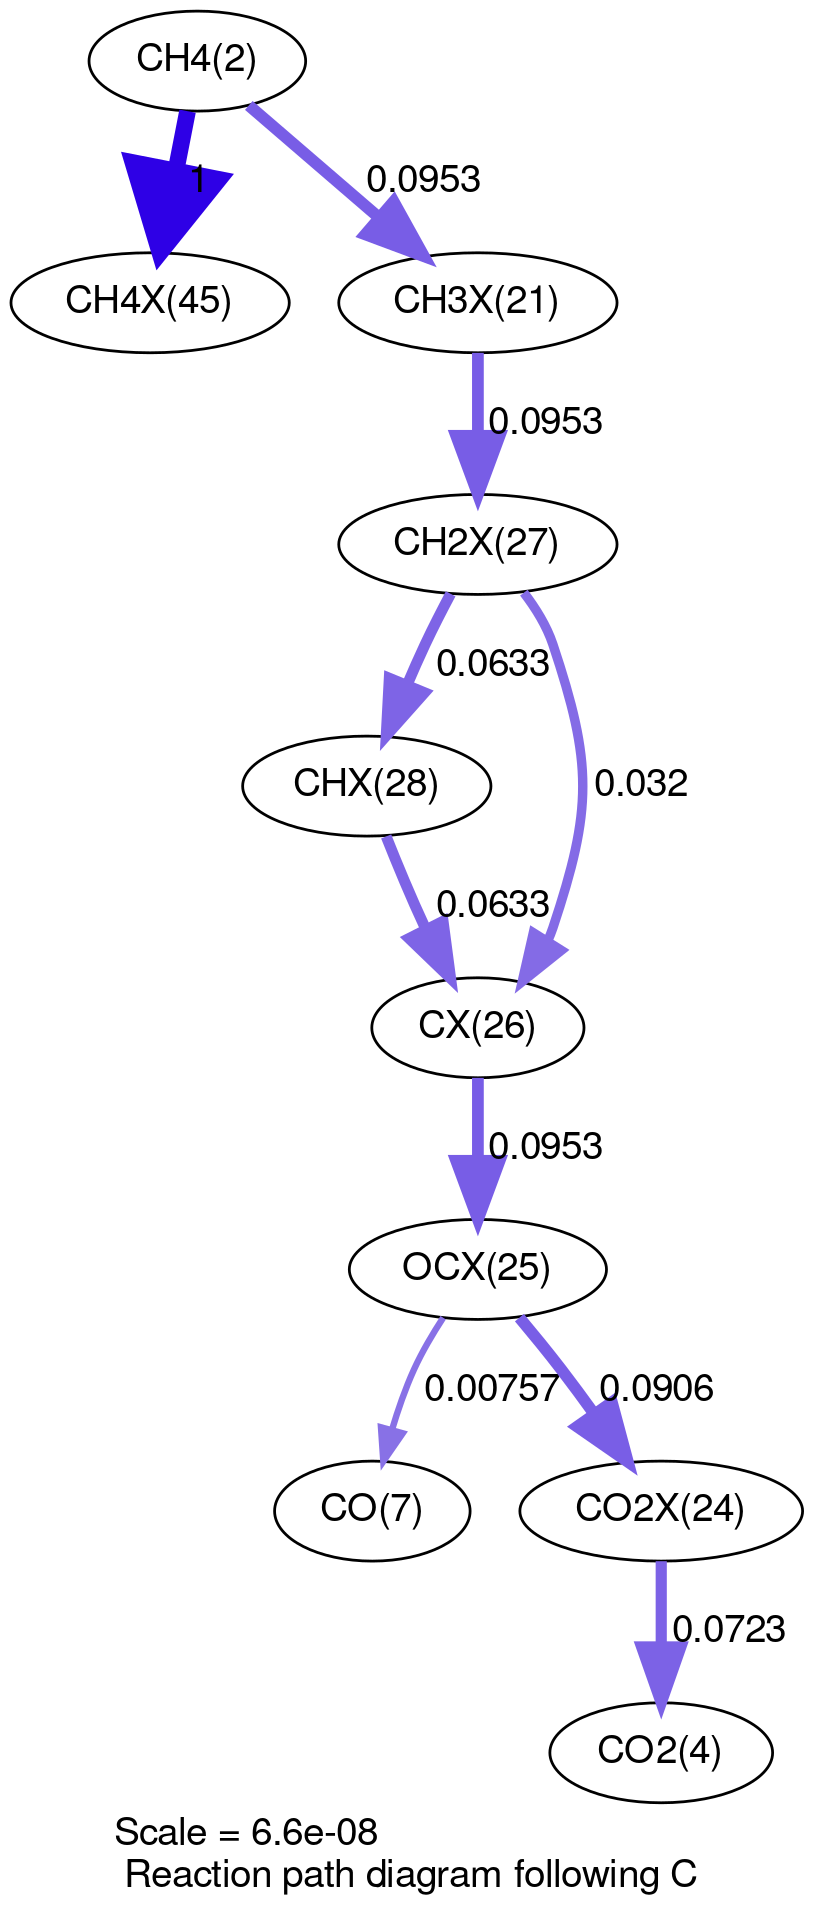 CH4(2)
1
0.0953
CH4X(45)
CH3X(21)
0.0953
CH2X(27)
0.0633
CHX(28)
0.032
0.0633
CX(26)
0.0953
OCX(25)
0.00757
0.0906
CO(7)
CO2X(24)
0.0723
CO2(4)
Scale = 6.6e-08
Reaction path diagram following C